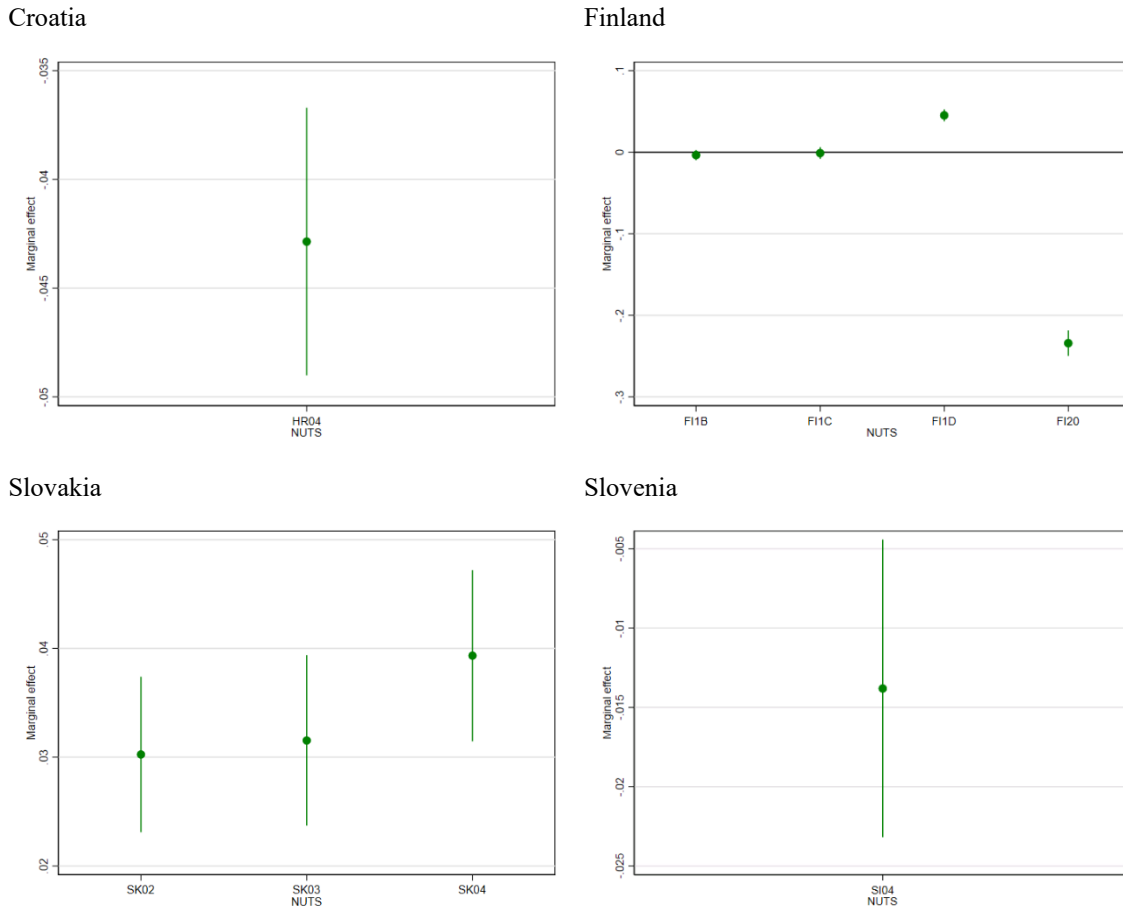 Croatia
Finland
Marginal effect
-.035
-.04
-.045
-.05
HR04
NUTS
Marginal effect
.1
0
-.1
-.2
-.3
FI1B
FI1C
FI1D
FI20
NUTS
Slovakia
Slovenia
Marginal effect
.05
.04
.03
.02
SK02
SK03
SK04
NUTS
Marginal effect
-.005
-.01
-.015
-.02
-.025
SI04
NUTS